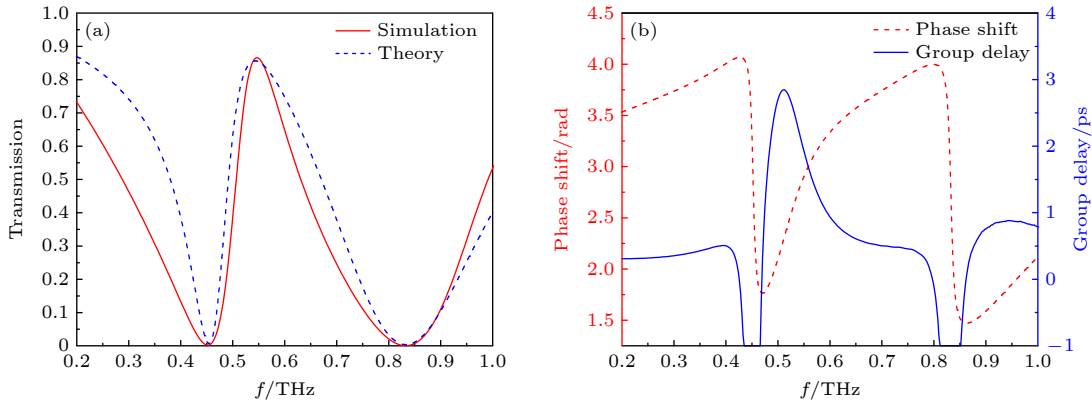 (a)
Simulation
Theory
Transmission
1.0
0.9
0.8
0.7
0.6
0.5
0.4
0.3
0.2
0.1
0
0.2 0.3 0.4 0.5 0.6 0.7 0.8 0.9 1.0
f/THz
(b)
Phase shift
Group delay
Phase shift/rad
4.5
4.0
3.5
3.0
2.5
2.0
1.5
Group delay/ps
4
3
2
1
0
−1
0.2 0.3 0.4 0.5 0.6 0.7 0.8 0.9 1.0
f/THz